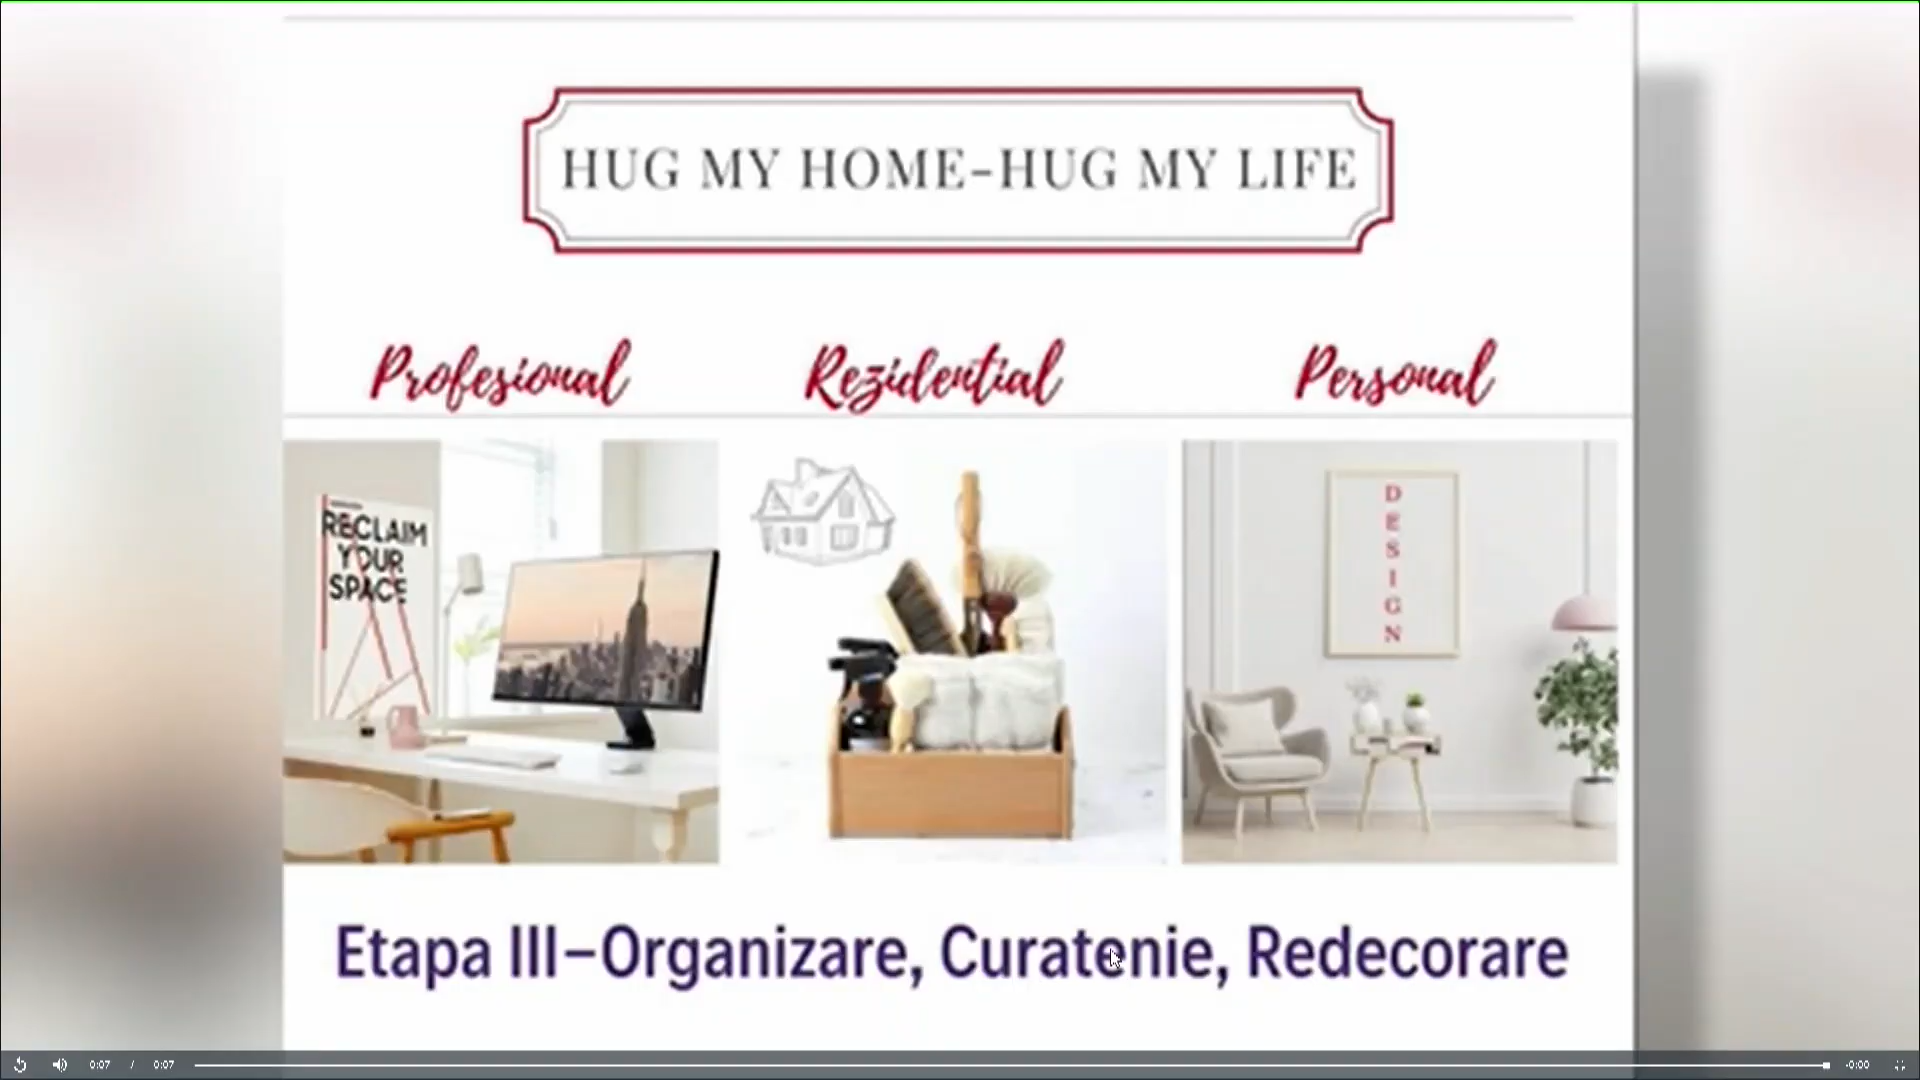 HUG MY HOME-HUG MY LIFE
Profesional
Rezidential
Personal
RECLAIM
YOUR
SPACE
DESIGN
Etapa III-Organizare, Curatenie, Redecorare
0:07 / 0:07
-0:00